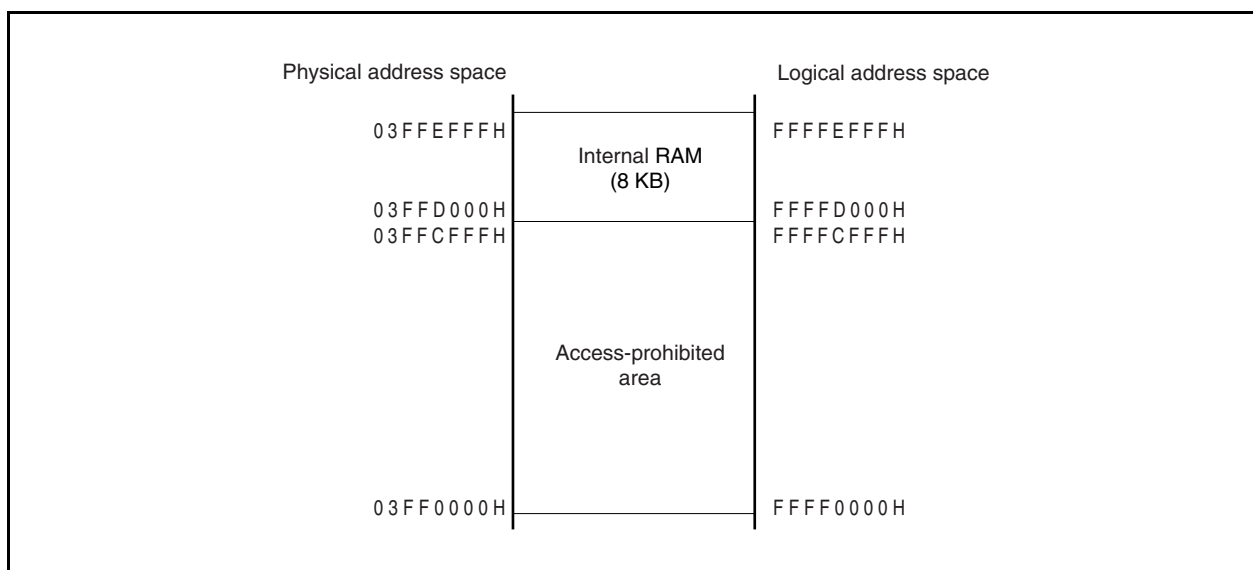 Physical address space
Logical address space
03FFEFFFH
FFFFEFFFH
Internal RAM
(8 KB)
03FFD000H
FFFFD000H
03FFCFFFH
FFFFCFFFH
Access-prohibited
area
03FF0000H
FFFF0000H